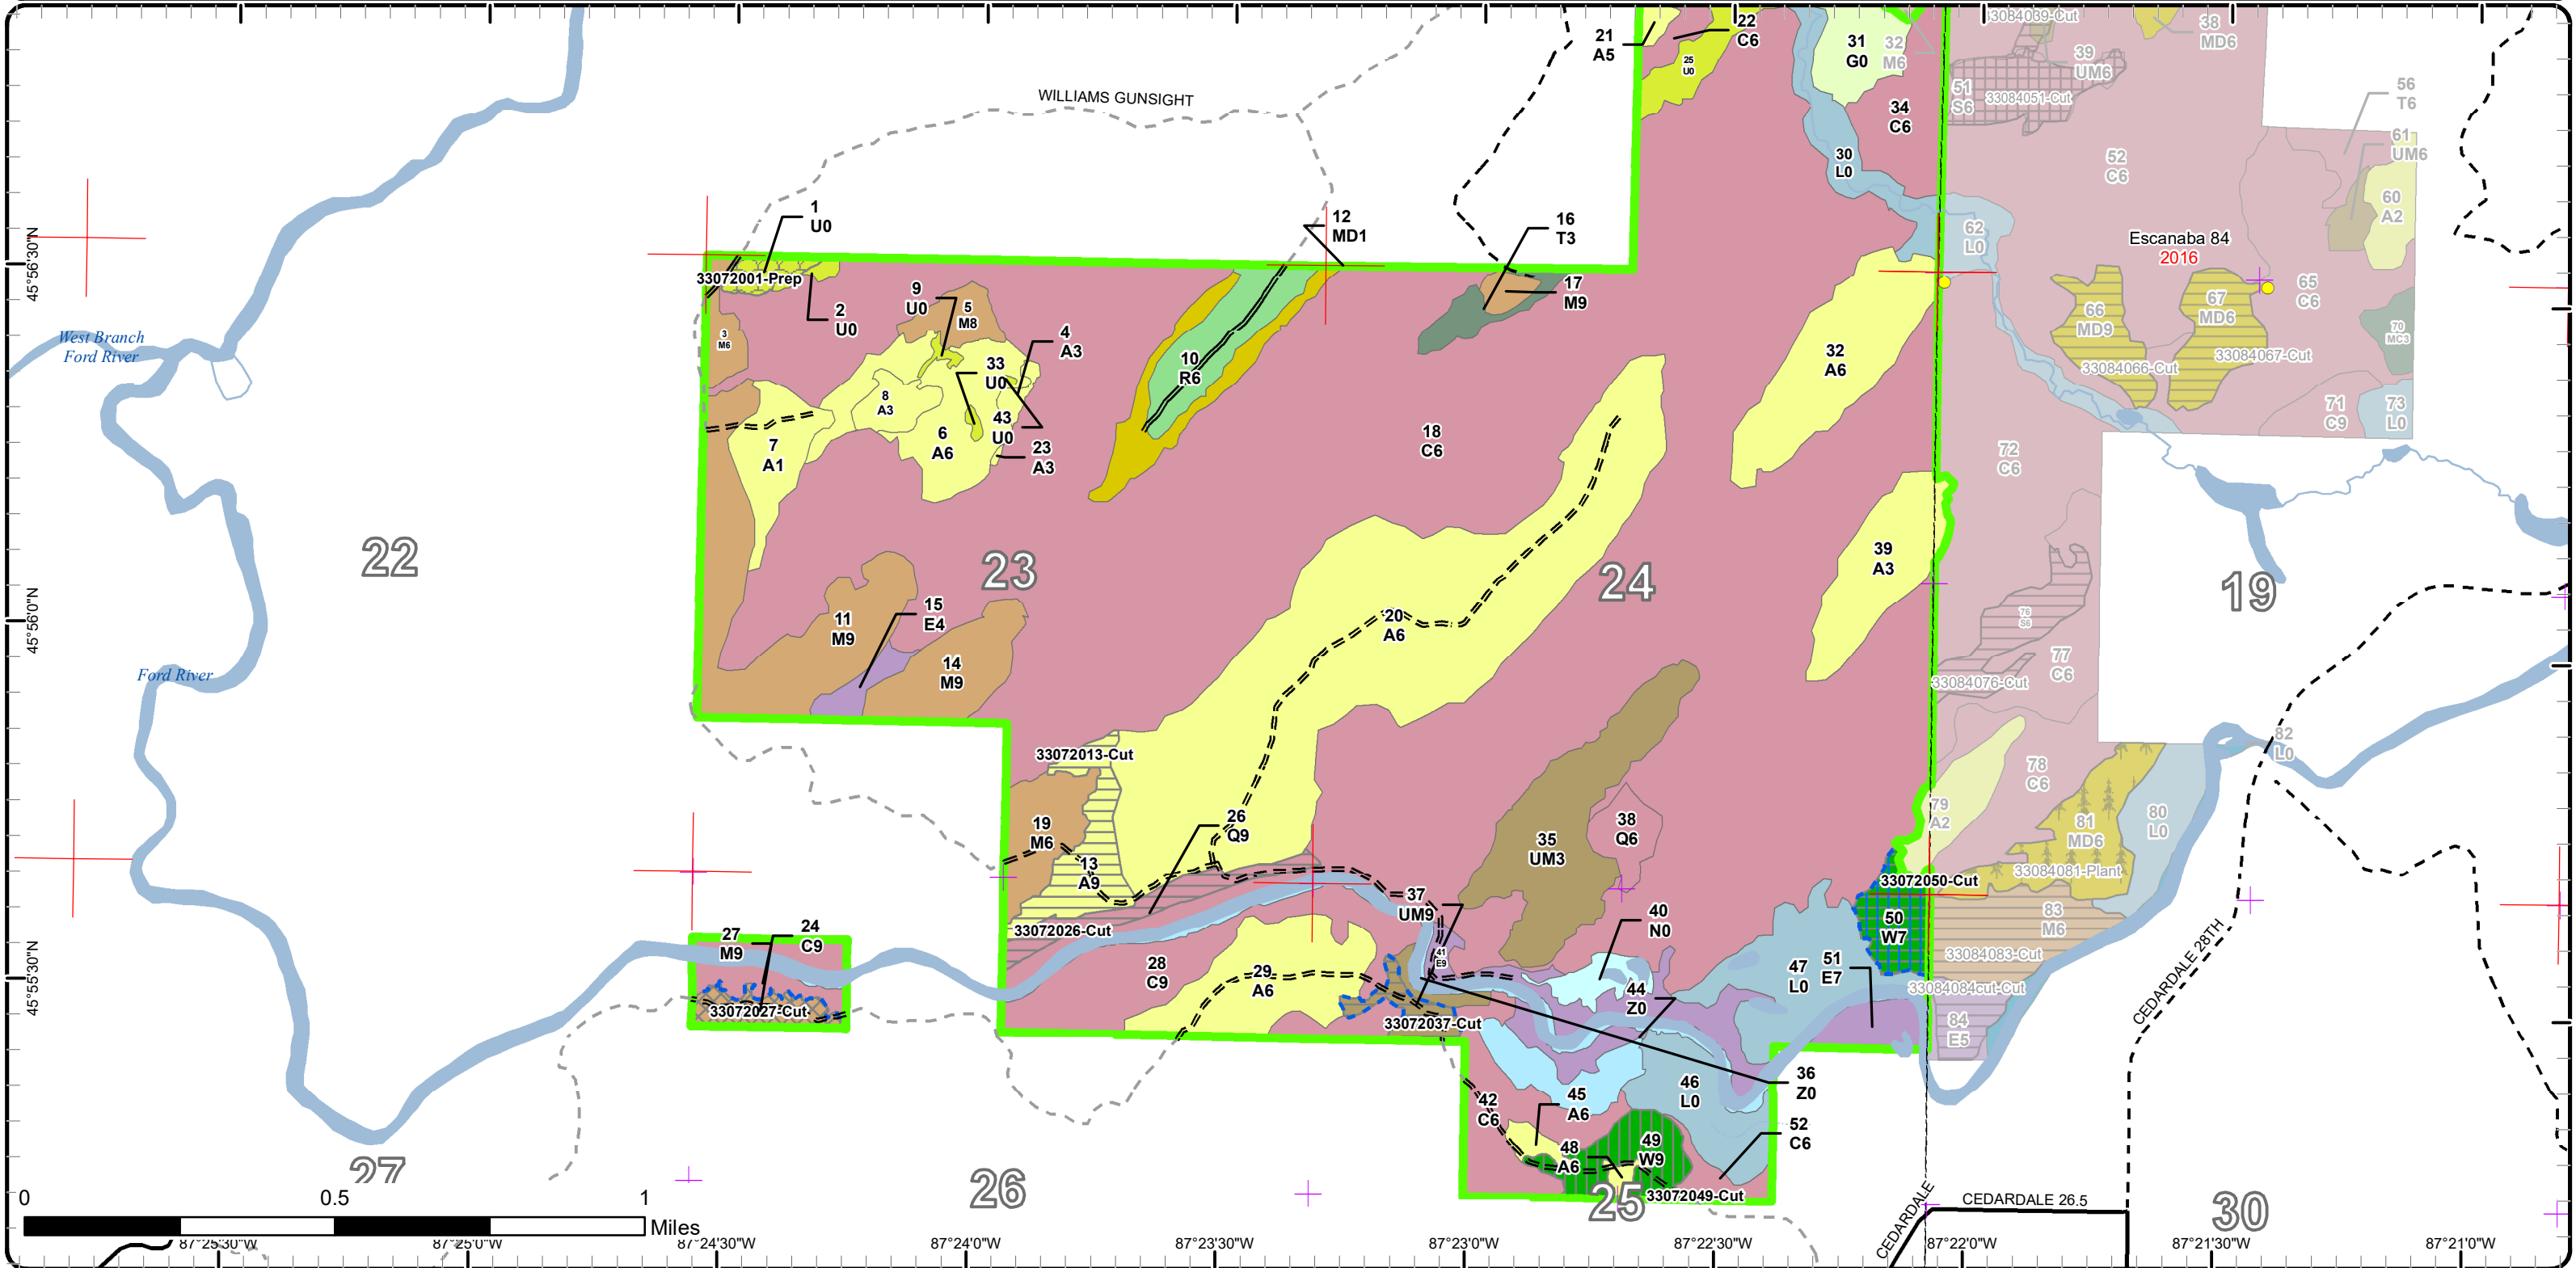 33084039-Cut
38
MD6
21
A5
22
C6
25
U0
31
G0
32
M6
39
UM6
51
S6
33084051-Cut
56
T6
WILLIAMS GUNSIGHT
34
C6
61
UM6
52
C6
30
L0
60
A2
1
U0
12
MD1
16
T3
62
L0
Escanaba 84
2016
45°56'30"N
33072001-Prep
2
U0
9
U0
5
M8
4
A3
17
M9
66
MD9
67
MD6
65
C6
70
MC3
West Branch
Ford River
3
M6
33
U0
10
R6
32
A6
33084067-Cut
33084066-Cut
8
A3
43
U0
6
A6
23
A3
7
A1
18
C6
71
C9
73
L0
72
C6
22
23
24
39
A3
19
11
M9
15
E4
20
A6
76
S6
45°56'0"N
14
M9
77
C6
Ford River
33084076-Cut
33072013-Cut
82
L0
78
C6
19
M6
26
Q9
35
UM3
38
Q6
79
A2
81
MD6
80
L0
13
A9
33084081-Plant
33072050-Cut
37
UM9
40
N0
50
W7
83
M6
33072026-Cut
27
M9
24
C9
41
E9
33084083-Cut
45°55'30"N
28
C9
29
A6
47
L0
51
E7
44
Z0
33084084cut-Cut
33072027-Cut
33072037-Cut
84
E5
CEDARDALE 28TH
36
Z0
42
C6
45
A6
46
L0
52
C6
48
A6
49
W9
27
26
25
33072049-Cut
30
CEDARDALE
CEDARDALE 26.5
0
0.5
1
Miles
87°25'30"W
87°25'0"W
87°24'30"W
87°24'0"W
87°23'30"W
87°23'0"W
87°22'30"W
87°22'0"W
87°21'30"W
87°21'0"W